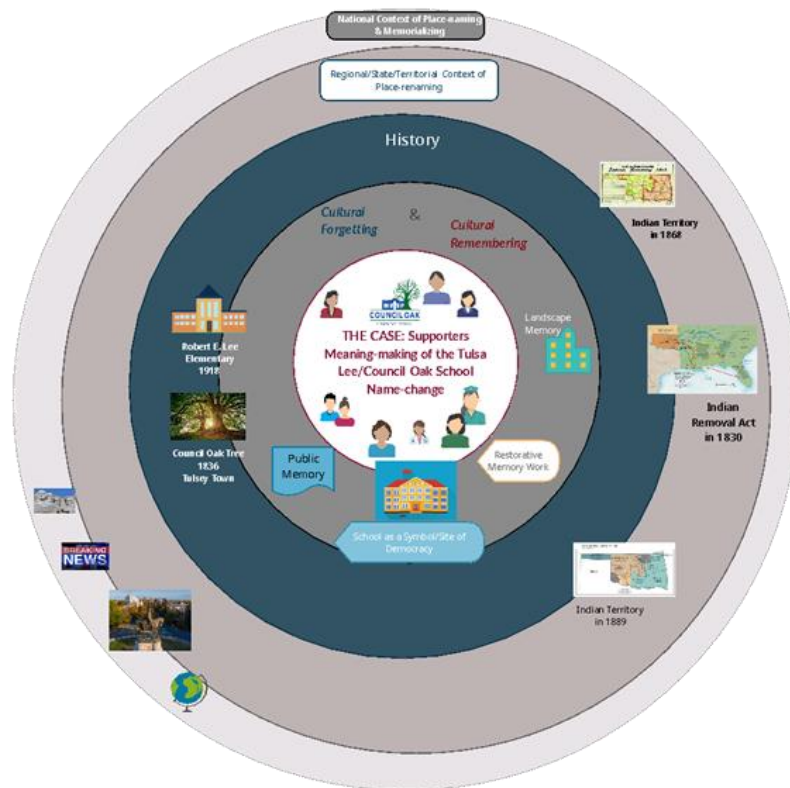 National Context of Place-naming
& Memorializing
Regional/State/Territorial Context of
Place-renaming
History
Cultural
Forgetting
&
Cultural
Remembering
Indian Territory
in 1868
Robert E. Lee
Elementary
1918
COUNCIL OAK
THE CASE: Supporters
Meaning-making of the Tulsa
Lee/Council Oak School
Name-change
Landscape
Memory
Indian
Removal Act
in 1830
Council Oak Tree
1836
Tulsey Town
Public
Memory
Restorative
Memory Work
School as a Symbol/Site of
Democracy
BREAKING
NEWS
Indian Territory
in 1889